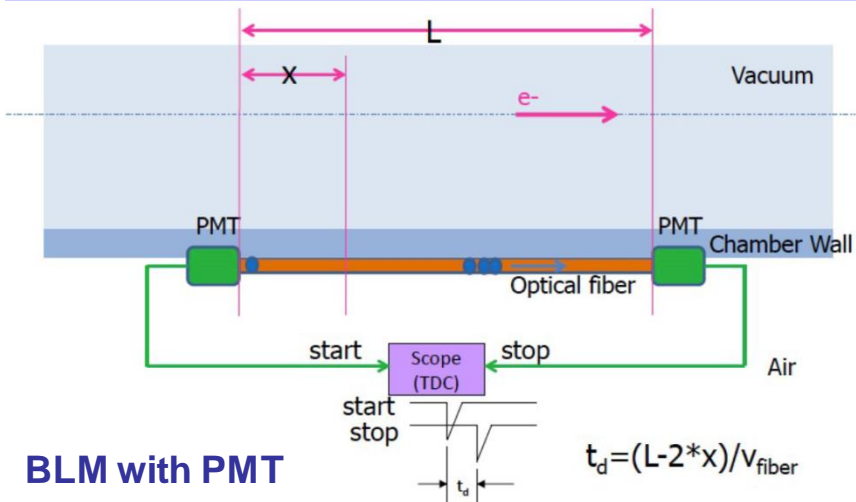 L
x
Vacuum
e-
PMT
PMT
Chamber Wall
Optical fiber
start
Scope
(TDC)
stop
Air
start
stop
t_d
t_d=(L-2*x)/v_fiber
BLM with PMT